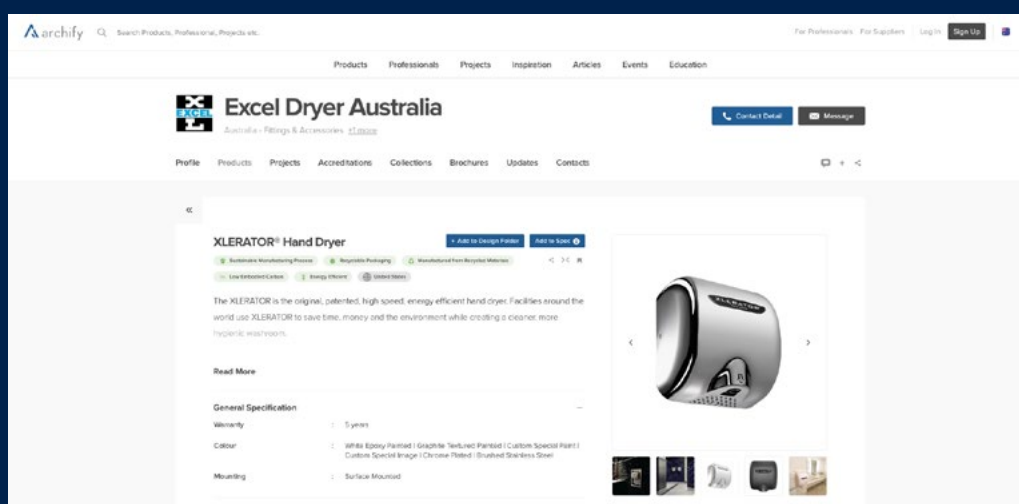 archify
Search Products, Professional, Projects etc.
For Professionals For Suppliers Log In Sign Up
Products Professionals Projects Inspiration Articles Events Education
EXCEL
Excel Dryer Australia
Australia - Fittings & Accessories +1 more
Contact Detail Message
Profile Products Projects Accreditations Collections Brochures Updates Contacts
XLERATOR® Hand Dryer
+ Add to Design Folder Add to Spec
Sustainable Manufacturing Process Recyclable Packaging Manufactured from Recycled Materials
Low Embodied Carbon Energy Efficient United States
The XLERATOR is the original, patented, high speed, energy efficient hand dryer. Facilities around the
world use XLERATOR to save time, money and the environment while creating a cleaner, more
hygienic washroom.
XLERATOR
Read More
General Specification
Warranty : 5 years
Colour : White Epoxy Painted | Graphite Textured Painted | Custom Special Paint |
Custom Special Image | Chrome Plated | Brushed Stainless Steel
Mounting : Surface Mounted